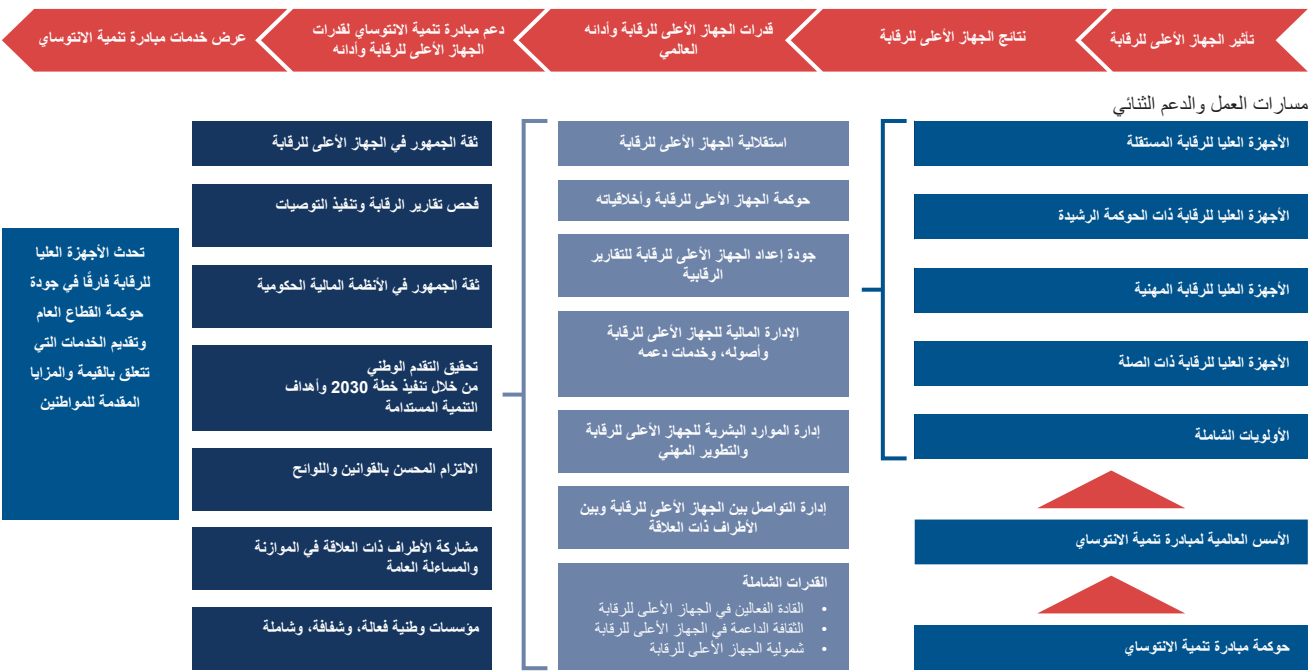 تأثير الجهاز الأعلى للرقابة
نتائج الجهاز الأعلى للرقابة
قدرات الجهاز الأعلى للرقابة وأدائه
العالمي
دعم مبادرة تنمية الانتوساي لقدرات
الجهاز الأعلى للرقابة وأدائه
عرض خدمات مبادرة تنمية الانتوساي
مسارات العمل والدعم الثنائي
الأجهزة العليا للرقابة المستقلة
الأجهزة العليا للرقابة ذات الحوكمة الرشيدة
الأجهزة العليا للرقابة المهنية
الأجهزة العليا للرقابة ذات الصلة
الأولويات الشاملة
الأسس العالمية لمبادرة تنمية الانتوساي
حوكمة مبادرة تنمية الانتوساي
استقلالية الجهاز الأعلى للرقابة
حوكمة الجهاز الأعلى للرقابة وأخلاقياته
جودة إعداد الجهاز الأعلى للرقابة للتقارير
الرقابية
الإدارة المالية للجهاز الأعلى للرقابة
وأصوله، وخدمات دعمه
إدارة الموارد البشرية للجهاز الأعلى للرقابة
والتطوير المهني
إدارة التواصل بين الجهاز الأعلى للرقابة وبين
الأطراف ذات العلاقة
القدرات الشاملة
• القادة الفعالين في الجهاز الأعلى للرقابة
• الثقافة الداعمة في الجهاز الأعلى للرقابة
• شمولية الجهاز الأعلى للرقابة
ثقة الجمهور في الجهاز الأعلى للرقابة
فحص تقارير الرقابة وتنفيذ التوصيات
ثقة الجمهور في الأنظمة المالية الحكومية
تحقيق التقدم الوطني
من خلال تنفيذ خطة 2030 وأهداف
التنمية المستدامة
الالتزام المحسن بالقوانين واللوائح
مشاركة الأطراف ذات العلاقة في الموازنة
والمساءلة العامة
مؤسسات وطنية فعالة، وشفافة، وشاملة
تحدث الأجهزة العليا
للرقابة فارقًا في جودة
حوكمة القطاع العام
وتقديم الخدمات التي
تتعلق بالقيمة والمزايا
المقدمة للمواطنين